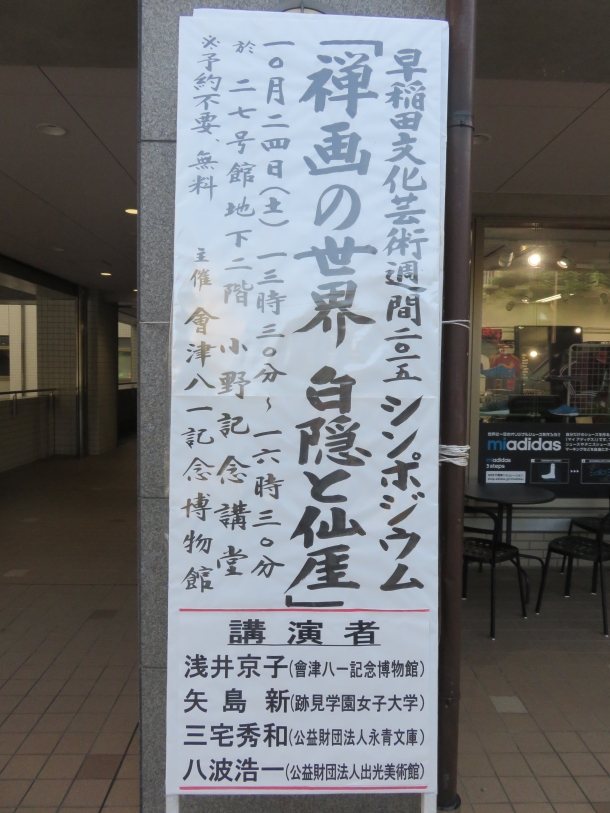 早稲田文化芸術週間二〇一五 シンポジウム
「禅画の世界 白隠と仙厓」
一〇月二四日(土) 一三時三〇分〜一六時三〇分
於 二七号館地下二階 小野記念講堂
※予約不要、無料 主催 會津八一記念博物館
講演者
浅井京子(會津八一記念博物館)
矢島 新(跡見学園女子大学)
三宅秀和(公益財団法人永青文庫)
八波浩一(公益財団法人出光美術館)
miadidas
miadidas
3 steps